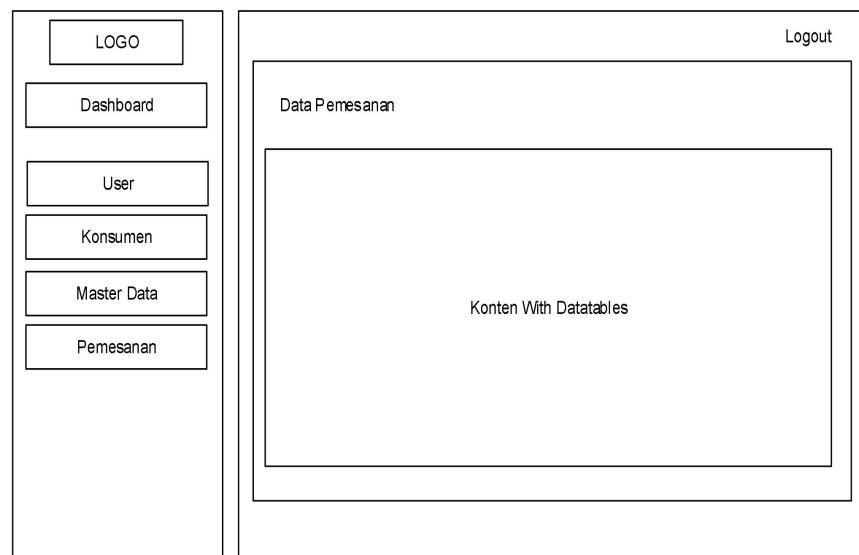 LOGO
Dashboard
User
Konsumen
Master Data
Pemesanan
Logout
Data Pemesanan
Konten With Datatables